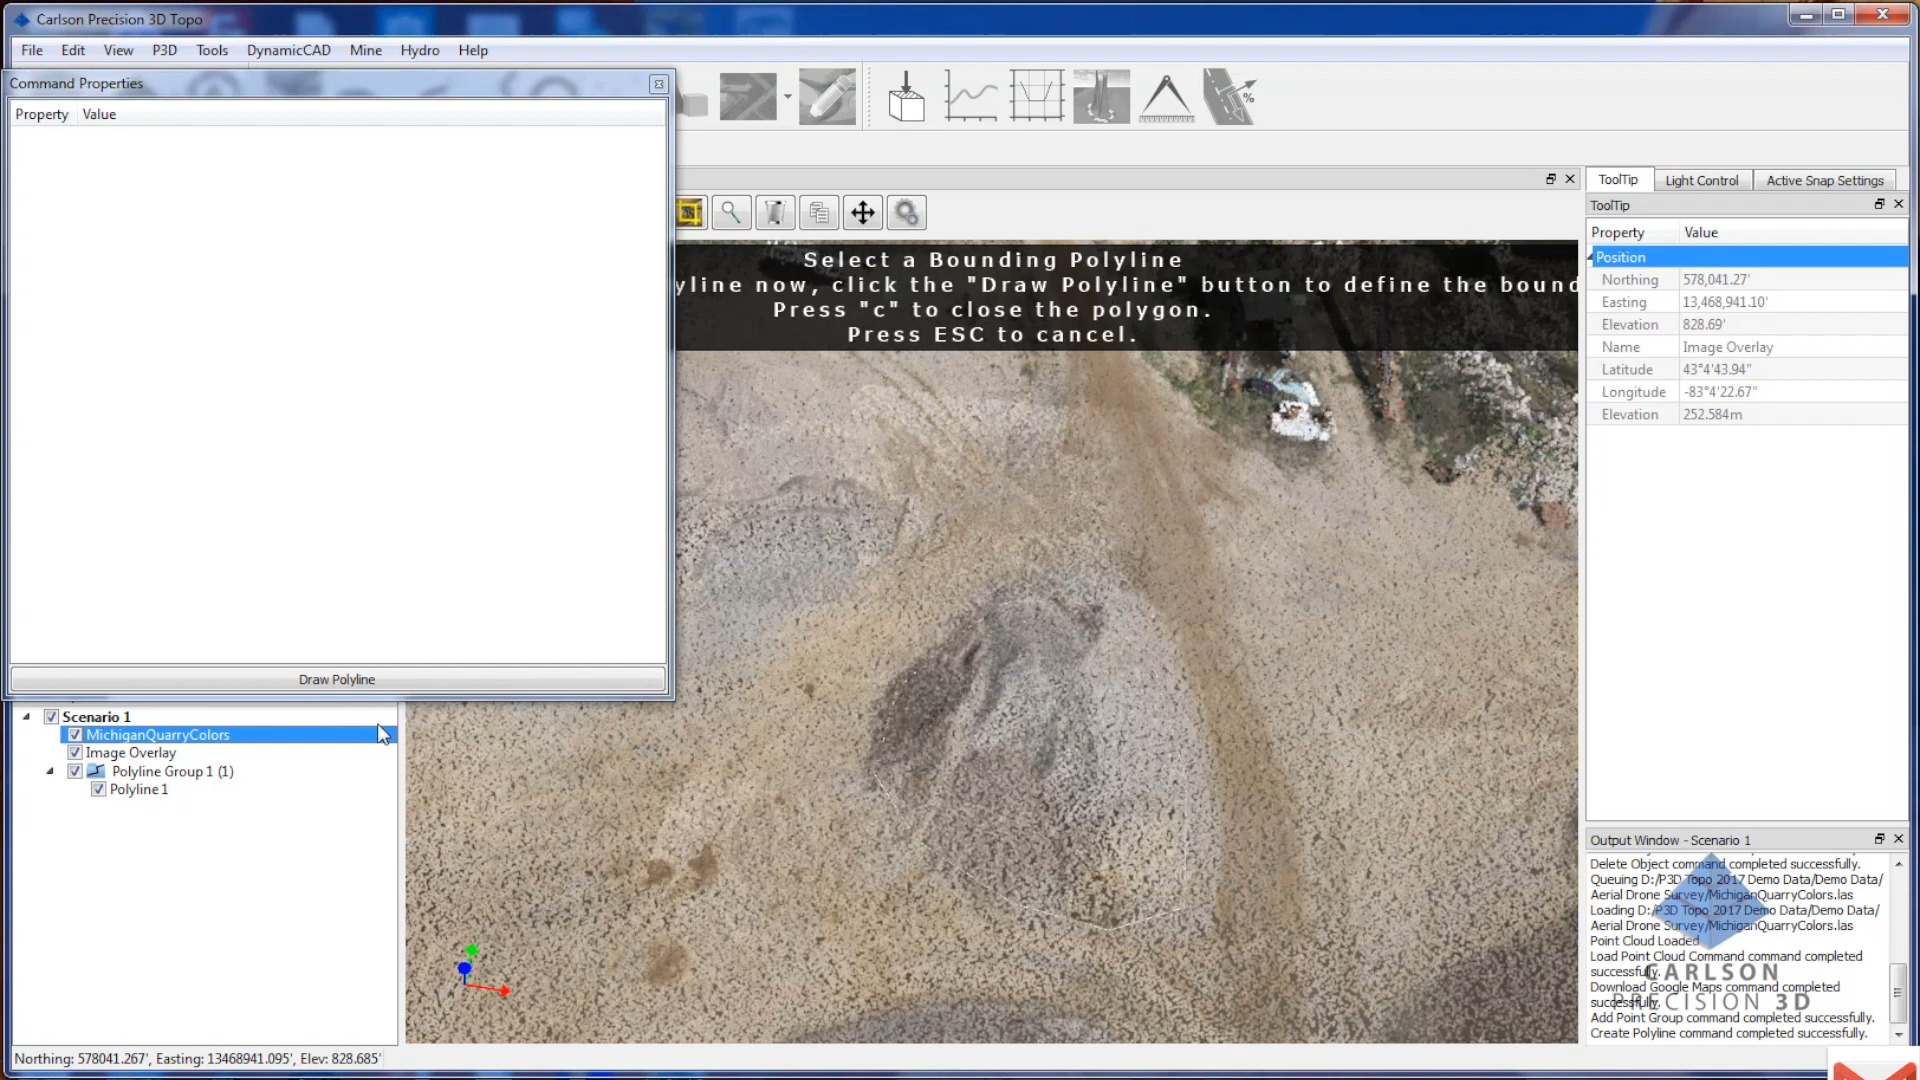 Carlson Precision 3D Topo
File Edit View P3D Tools DynamicCAD Mine Hydro Help
Command Properties
Property Value
Draw Polyline
%
Select a Bounding Polyline
yline now, click the "Draw Polyline" button to define the bound
Press "c" to close the polygon.
Press ESC to cancel.
Scenario 1
MichiganQuarryColors
Image Overlay
Polyline Group 1 (1)
Polyline 1
ToolTip Light Control Active Snap Settings
ToolTip
Property Value
Position
Northing 578,041.27'
Easting 13,468,941.10'
Elevation 828.69'
Name Image Overlay
Latitude 43°4'43.94"
Longitude -83°4'22.67"
Elevation 252.584m
Output Window - Scenario 1
Delete Object command completed successfully.
Queuing D:/P3D Topo 2017 Demo Data/Demo Data/
Aerial Drone Survey/MichiganQuarryColors.las
Loading D:/P3D Topo 2017 Demo Data/Demo Data/
Aerial Drone Survey/MichiganQuarryColors.las
Point Cloud Loaded
Load Point Cloud Command command completed
successfully.
Download Google Maps command completed
successfully.
Add Point Group command completed successfully.
Create Polyline command completed successfully.
CARLSON
PRECISION 3D
Northing: 578041.267', Easting: 13468941.095', Elev: 828.685'